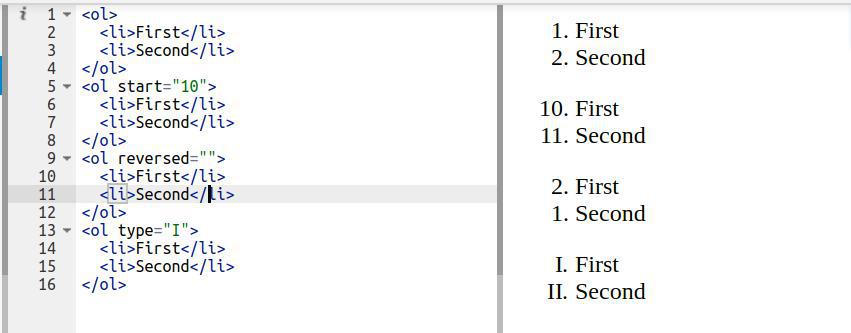 i 1 <ol>
2 <li>First</li>
3 <li>Second</li>
4 </ol>
5 <ol start="10">
6 <li>First</li>
7 <li>Second</li>
8 </ol>
9 <ol reversed="">
10 <li>First</li>
11 <li>Second</li>
12 </ol>
13 <ol type="I">
14 <li>First</li>
15 <li>Second</li>
16 </ol>
1. First
2. Second
10. First
11. Second
2. First
1. Second
I. First
II. Second